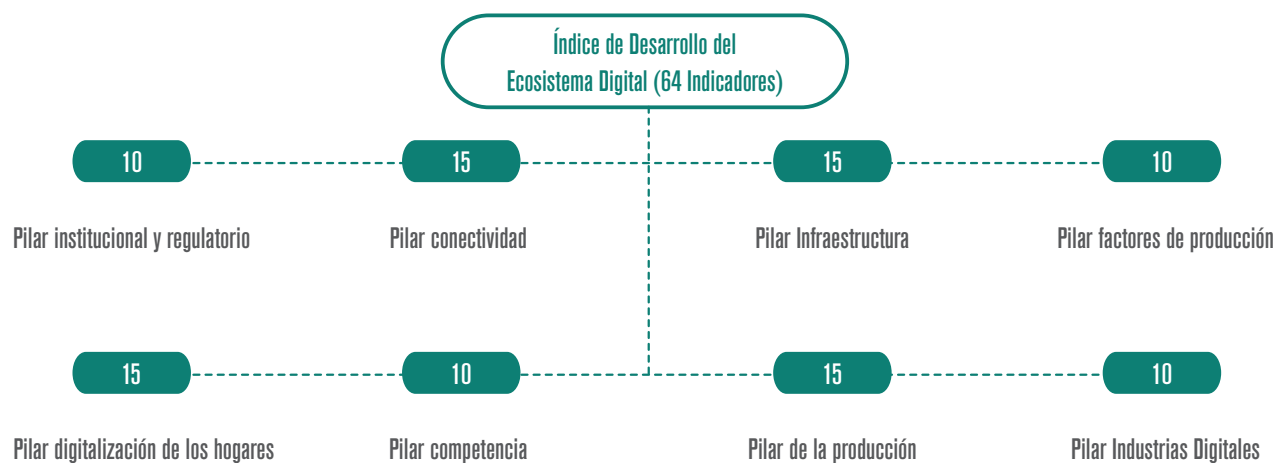 Índice de Desarrollo del
Ecosistema Digital (64 Indicadores)
10
15
15
10
Pilar institucional y regulatorio
Pilar conectividad
Pilar Infraestructura
Pilar factores de producción
15
10
15
10
Pilar digitalización de los hogares
Pilar competencia
Pilar de la producción
Pilar Industrias Digitales